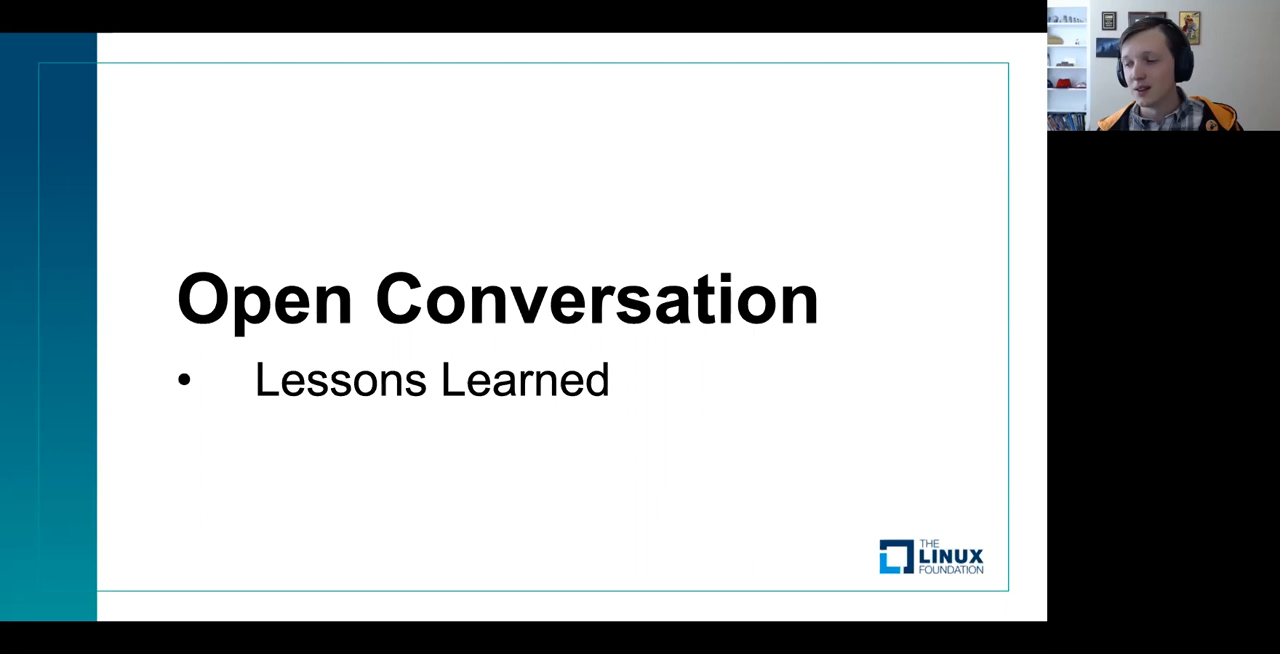 Open Conversation
• Lessons Learned
THE
LINUX
FOUNDATION